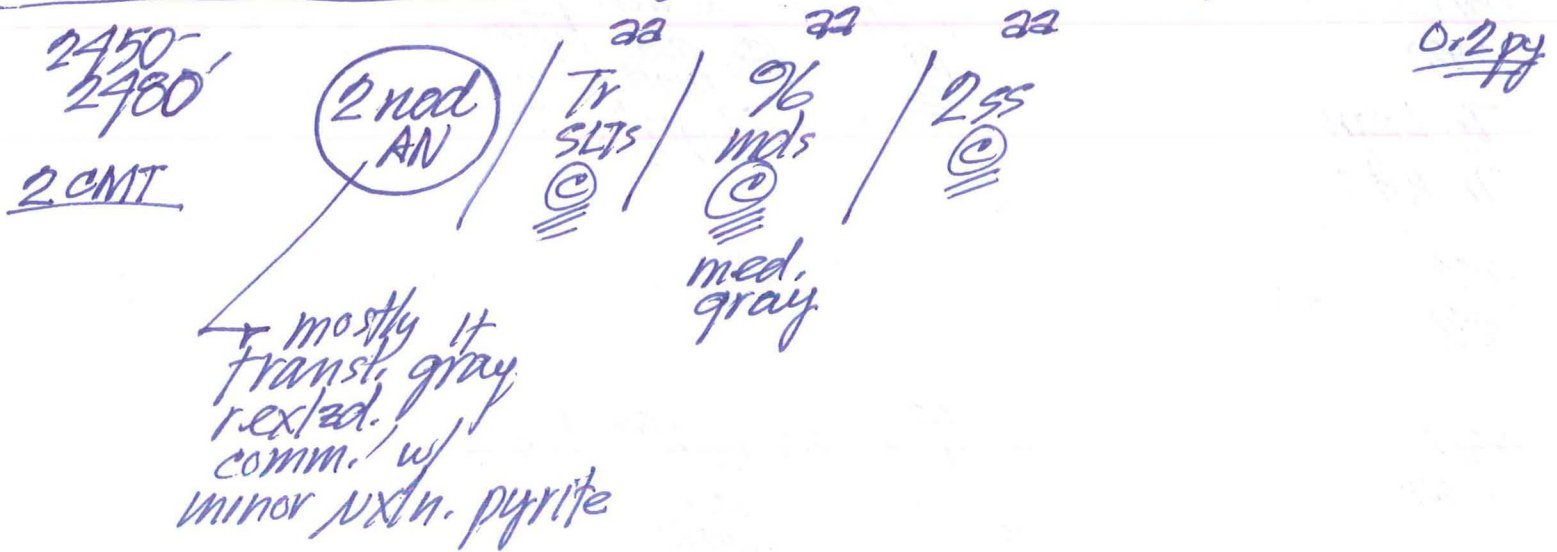 aa aa aa
2450- 0.2 py
2480'
2 nod / Tr / 96 / 2 ss
AN SLTS mds Ⓒ
2 CMT Ⓒ Ⓒ
med.
gray
mostly lt
transl. gray
rexlzd.
comm. w/
minor µxln. pyrite